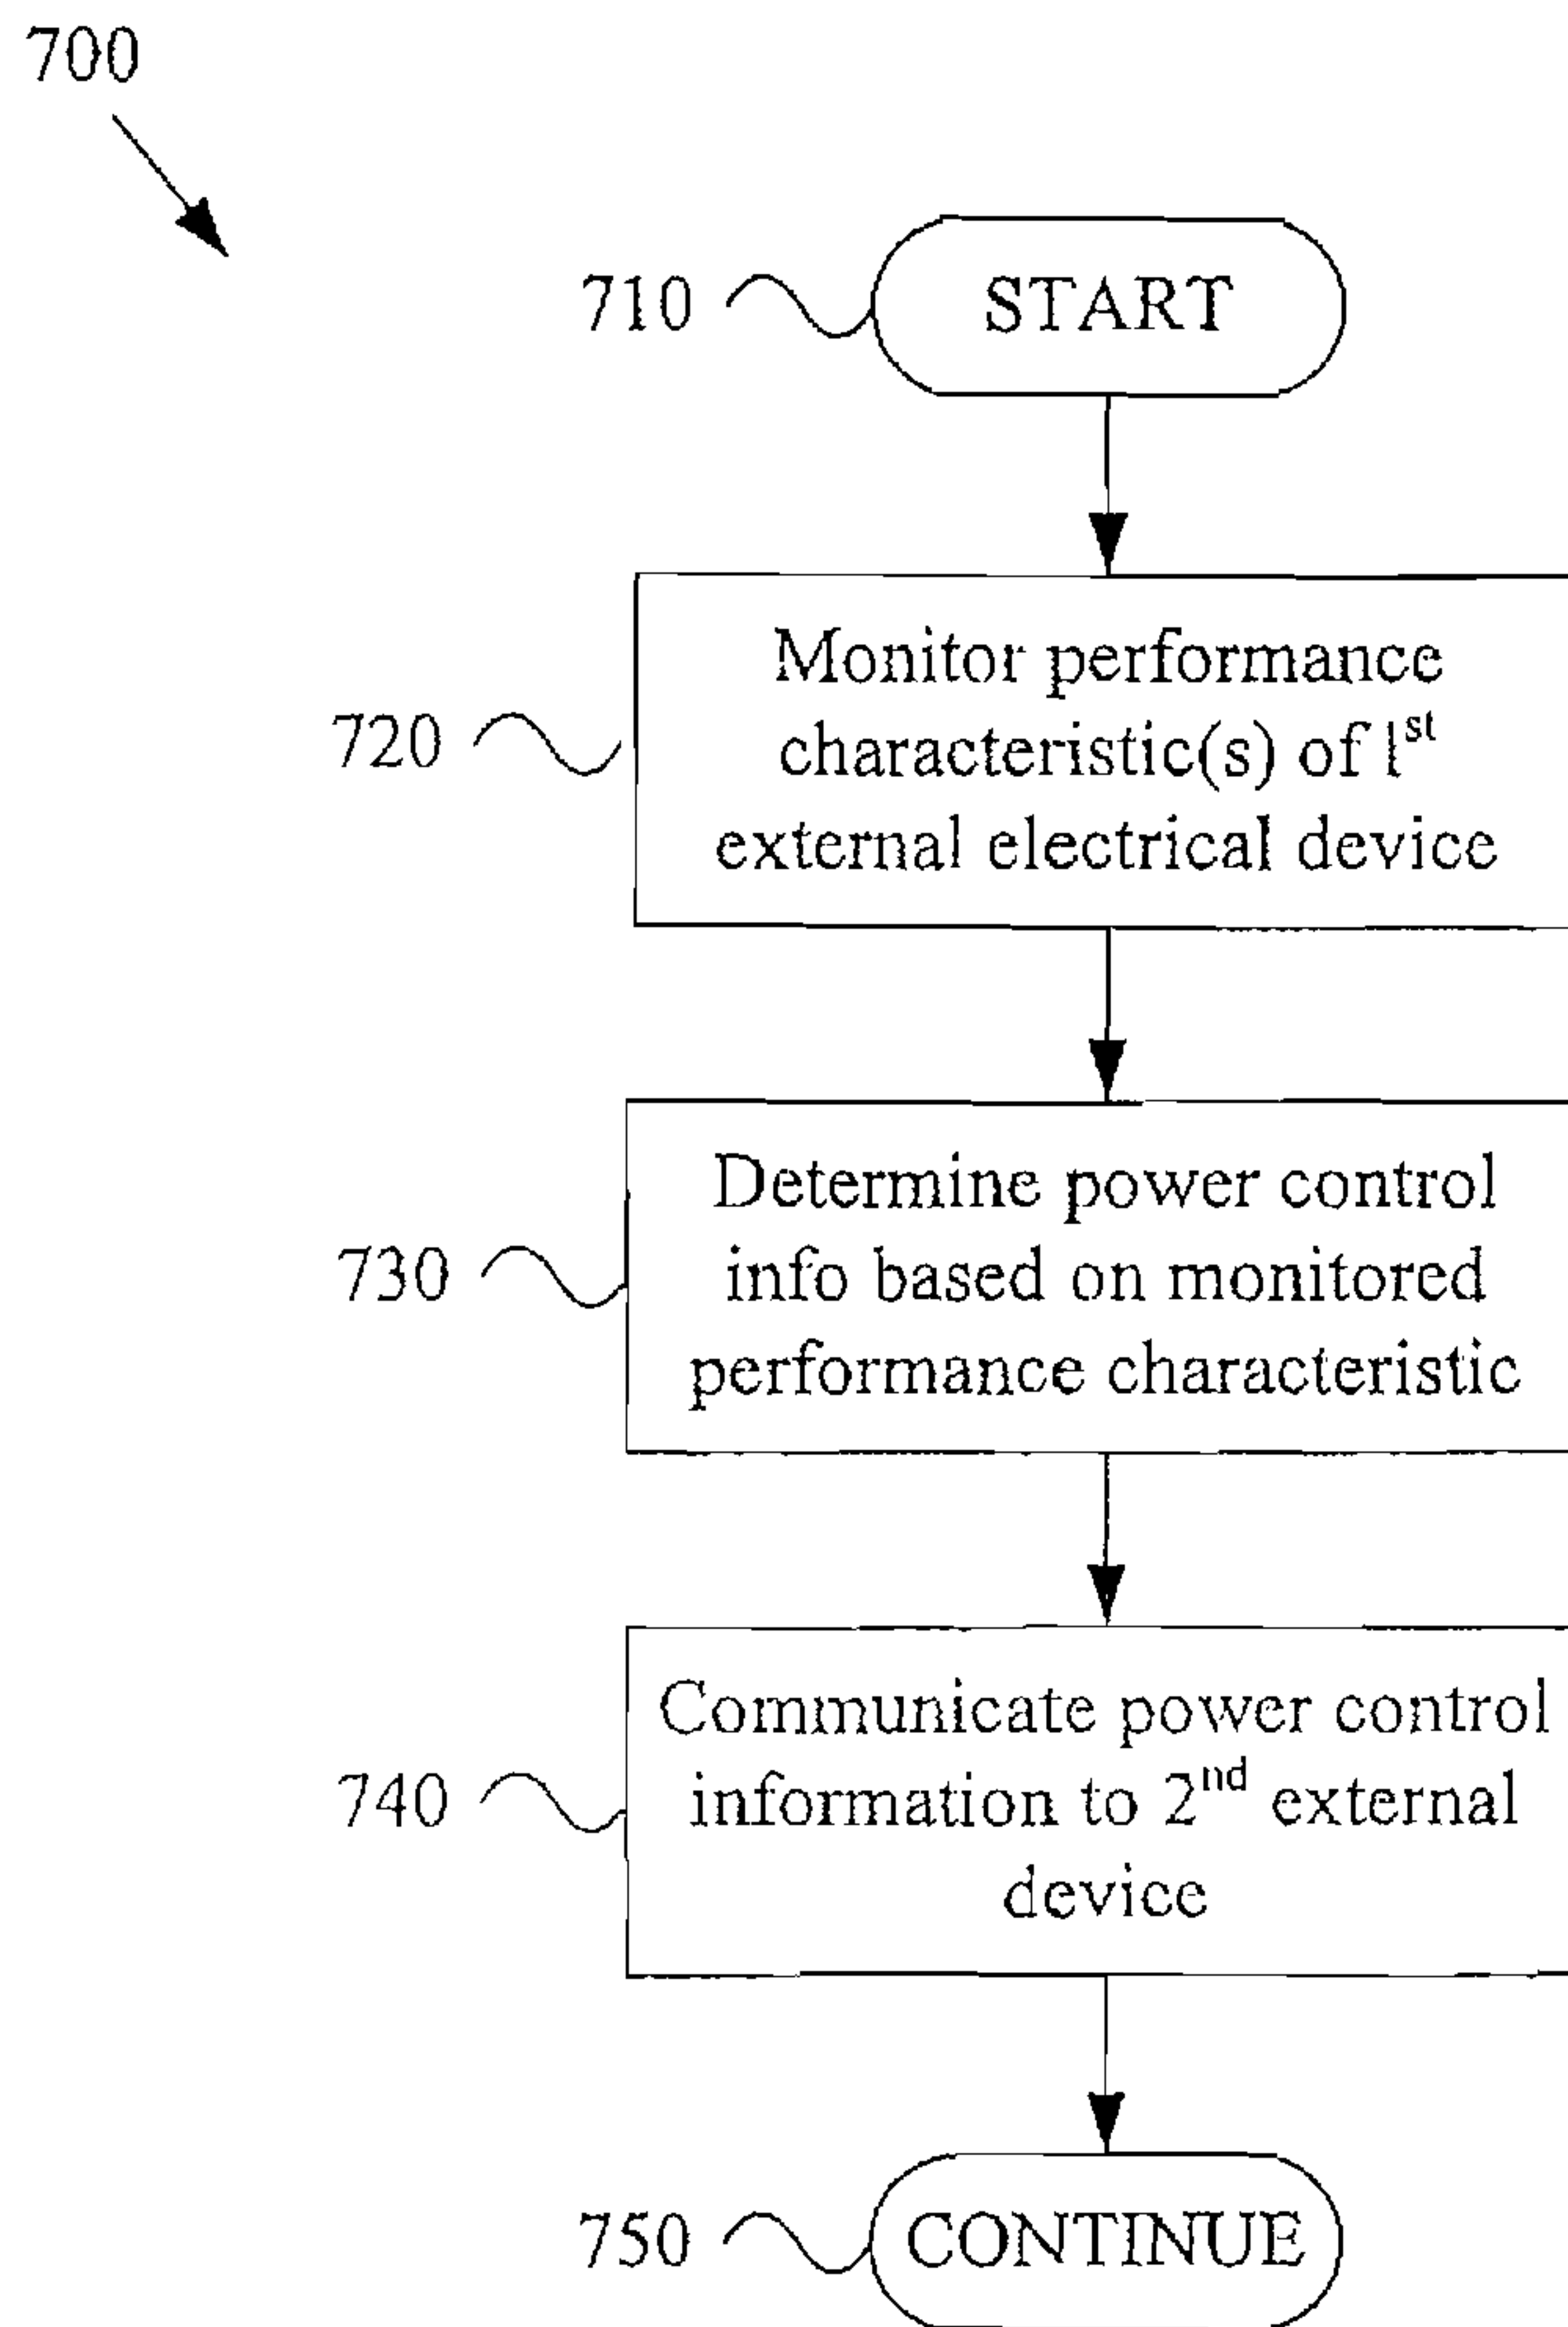 700
710
START
720
Monitor performance
characteristic(s) of 1st
external electrical device
730
Determine power control
info based on monitored
performance characteristic
740
Communicate power control
information to 2nd external
device
750
CONTINUE